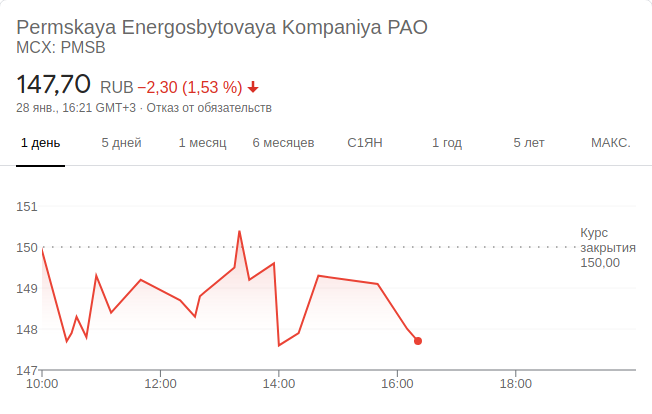 Permskaya Energosbytovaya Kompaniya PAO
MCX: PMSB
147,70 RUB −2,30 (1,53 %)
28 янв., 16:21 GMT+3 · Отказ от обязательств
1 день 5 дней 1 месяц 6 месяцев С1ЯН 1 год 5 лет МАКС.
151
Курс
150 закрытия
150,00
149
148
147
10:00 12:00 14:00 16:00 18:00